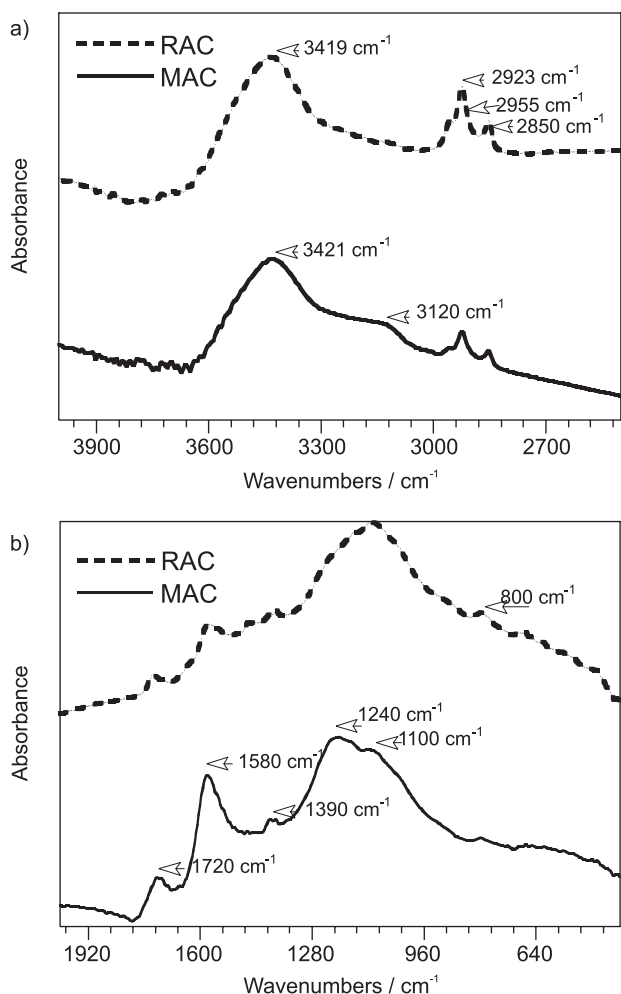 a)
RAC
MAC
3419 cm⁻¹
2923 cm⁻¹
2955 cm⁻¹
2850 cm⁻¹
3421 cm⁻¹
3120 cm⁻¹
Absorbance
3900 3600 3300 3000 2700
Wavenumbers / cm⁻¹
b)
RAC
MAC
800 cm⁻¹
1240 cm⁻¹
1100 cm⁻¹
1580 cm⁻¹
1390 cm⁻¹
1720 cm⁻¹
Absorbance
1920 1600 1280 960 640
Wavenumbers / cm⁻¹